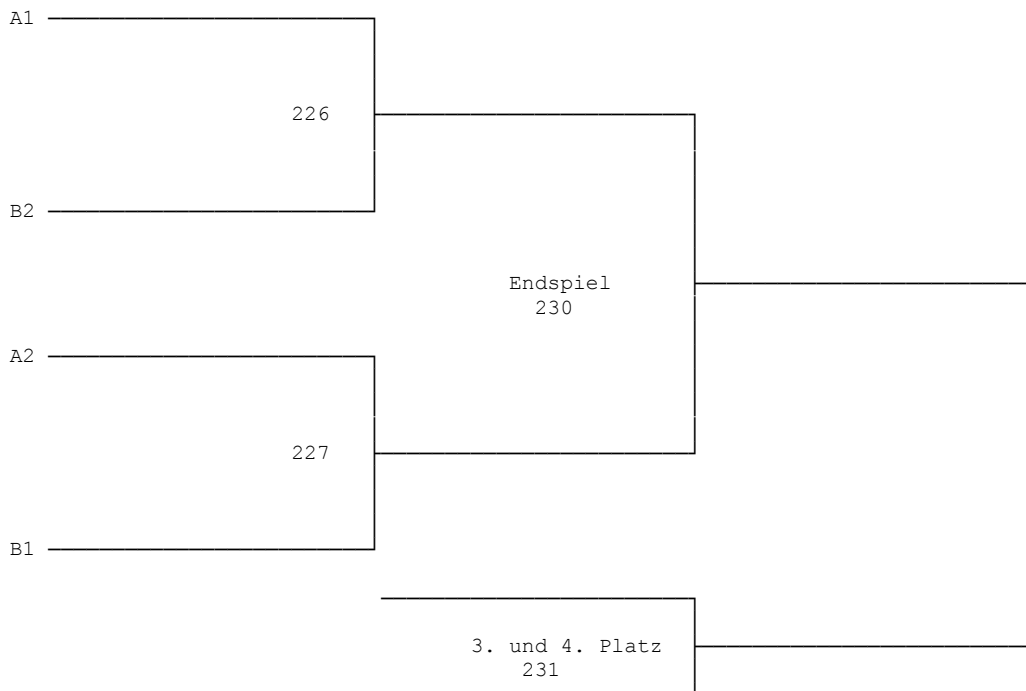 A1
226
B2
Endspiel
230
A2
227
B1
3. und 4. Platz
231